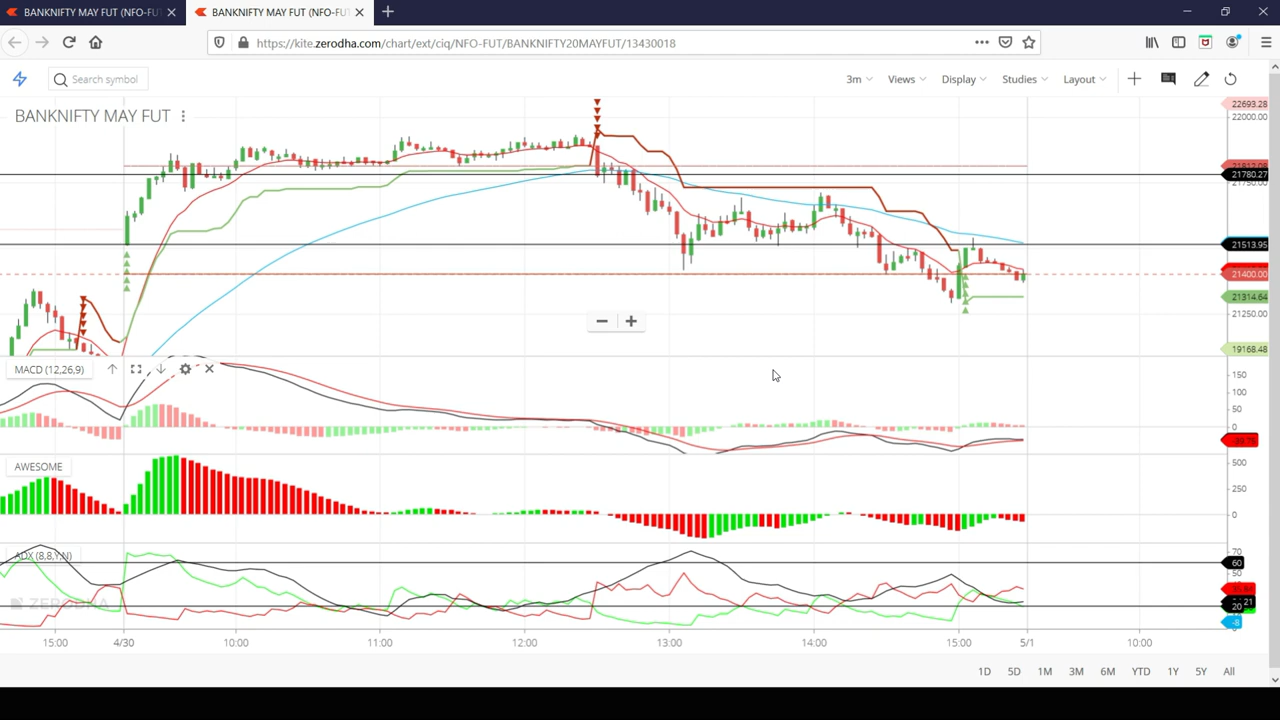 BANKNIFTY MAY FUT (NFO-FUT BANKNIFTY MAY FUT (NFO-FUT
https://kite.zerodha.com/chart/ext/ciq/NFO-FUT/BANKNIFTY20MAYFUT/13430018
Search symbol 3m Views Display Studies Layout
BANKNIFTY MAY FUT
22693.28
22000.00
21780.27
21750.00
21513.95
21400.00
21314.64
21250.00
19168.48
MACD (12,26,9)
150
100
50
0
-39.76
AWESOME
500
250
0
ADX (8,8,Y,N)
70
60
50
20
-8
ZERODHA
15:00 4/30 10:00 11:00 12:00 13:00 14:00 15:00 5/1 10:00
1D 5D 1M 3M 6M YTD 1Y 5Y All